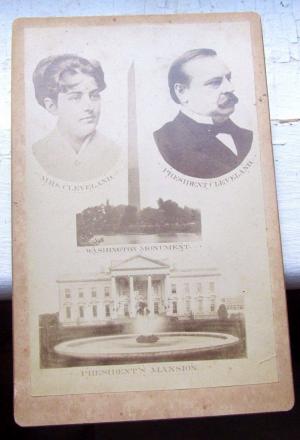 MRS. CLEVELAND.
PRESIDENT CLEVELAND.
WASHINGTON MONUMENT.
PRESIDENT'S MANSION.